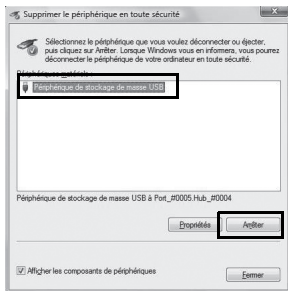 Supprimer le périphérique en toute sécurité
Sélectionnez le périphérique que vous voulez déconnecter ou éjecter,
puis cliquez sur Arrêter. Lorsque Windows vous en informera, vous pourrez
déconnecter le périphérique de votre ordinateur en toute sécurité.
Périphériques matériels :
Périphérique de stockage de masse USB
Périphérique de stockage de masse USB à Port_#0005.Hub_#0004
Propriétés
Arrêter
Afficher les composants de périphériques
Fermer